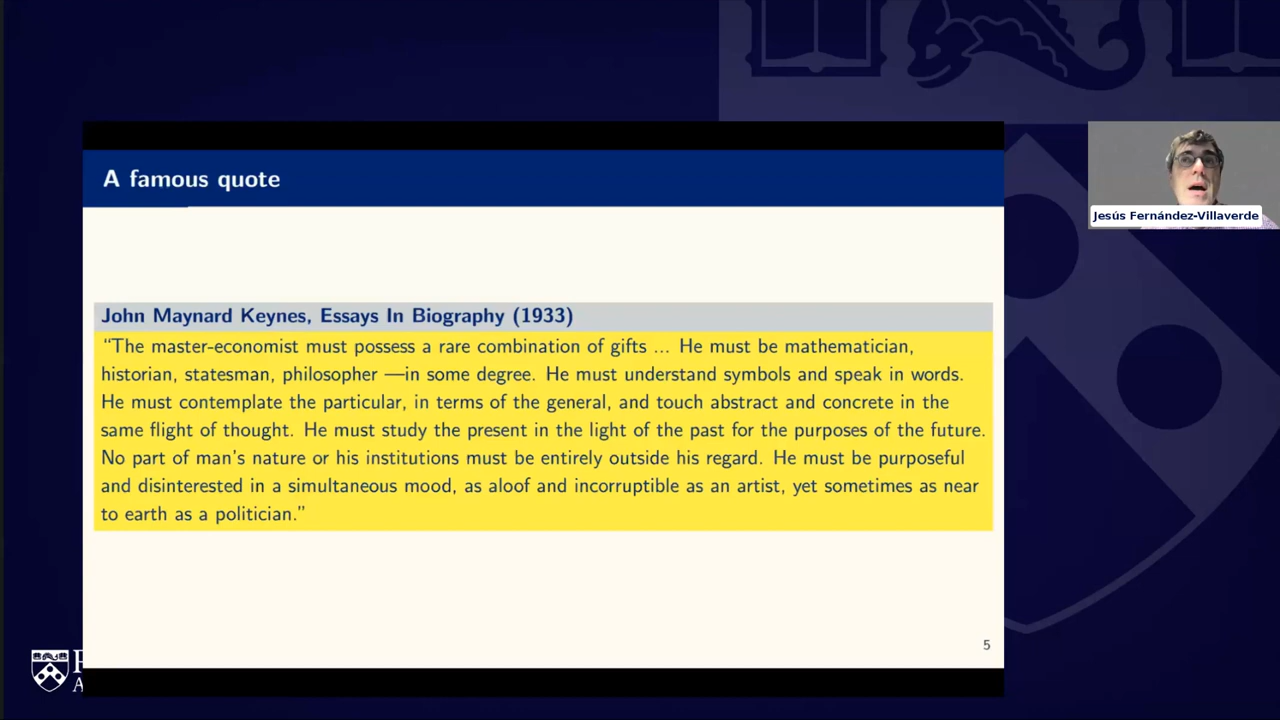 A famous quote
Jesús Fernández-Villaverde
John Maynard Keynes, Essays In Biography (1933)
“The master-economist must possess a rare combination of gifts ... He must be mathematician,
historian, statesman, philosopher —in some degree. He must understand symbols and speak in words.
He must contemplate the particular, in terms of the general, and touch abstract and concrete in the
same flight of thought. He must study the present in the light of the past for the purposes of the future.
No part of man's nature or his institutions must be entirely outside his regard. He must be purposeful
and disinterested in a simultaneous mood, as aloof and incorruptible as an artist, yet sometimes as near
to earth as a politician.”
5